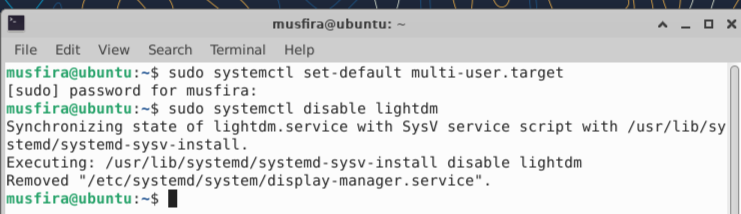 musfira@ubuntu: ~
File Edit View Search Terminal Help
musfira@ubuntu:~$ sudo systemctl set-default multi-user.target
[sudo] password for musfira:
musfira@ubuntu:~$ sudo systemctl disable lightdm
Synchronizing state of lightdm.service with SysV service script with /usr/lib/sy
stemd/systemd-sysv-install.
Executing: /usr/lib/systemd/systemd-sysv-install disable lightdm
Removed "/etc/systemd/system/display-manager.service".
musfira@ubuntu:~$